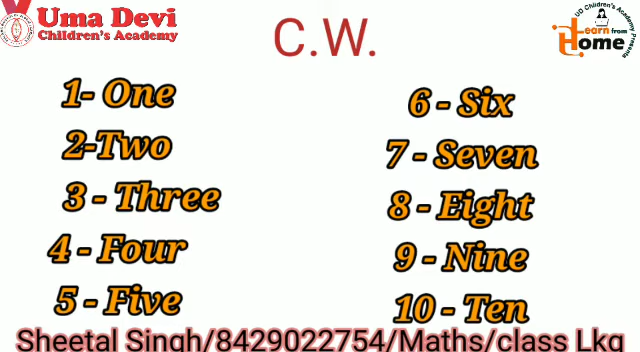 Uma Devi
Children's Academy
C.W.
UD Children's Academy Presents
Learn from
Home
1- One
2-Two
3 - Three
4 - Four
5 - Five
6 - Six
7 - Seven
8 - Eight
9 - Nine
10 - Ten
Sheetal Singh/8429022754/Maths/class Lkg